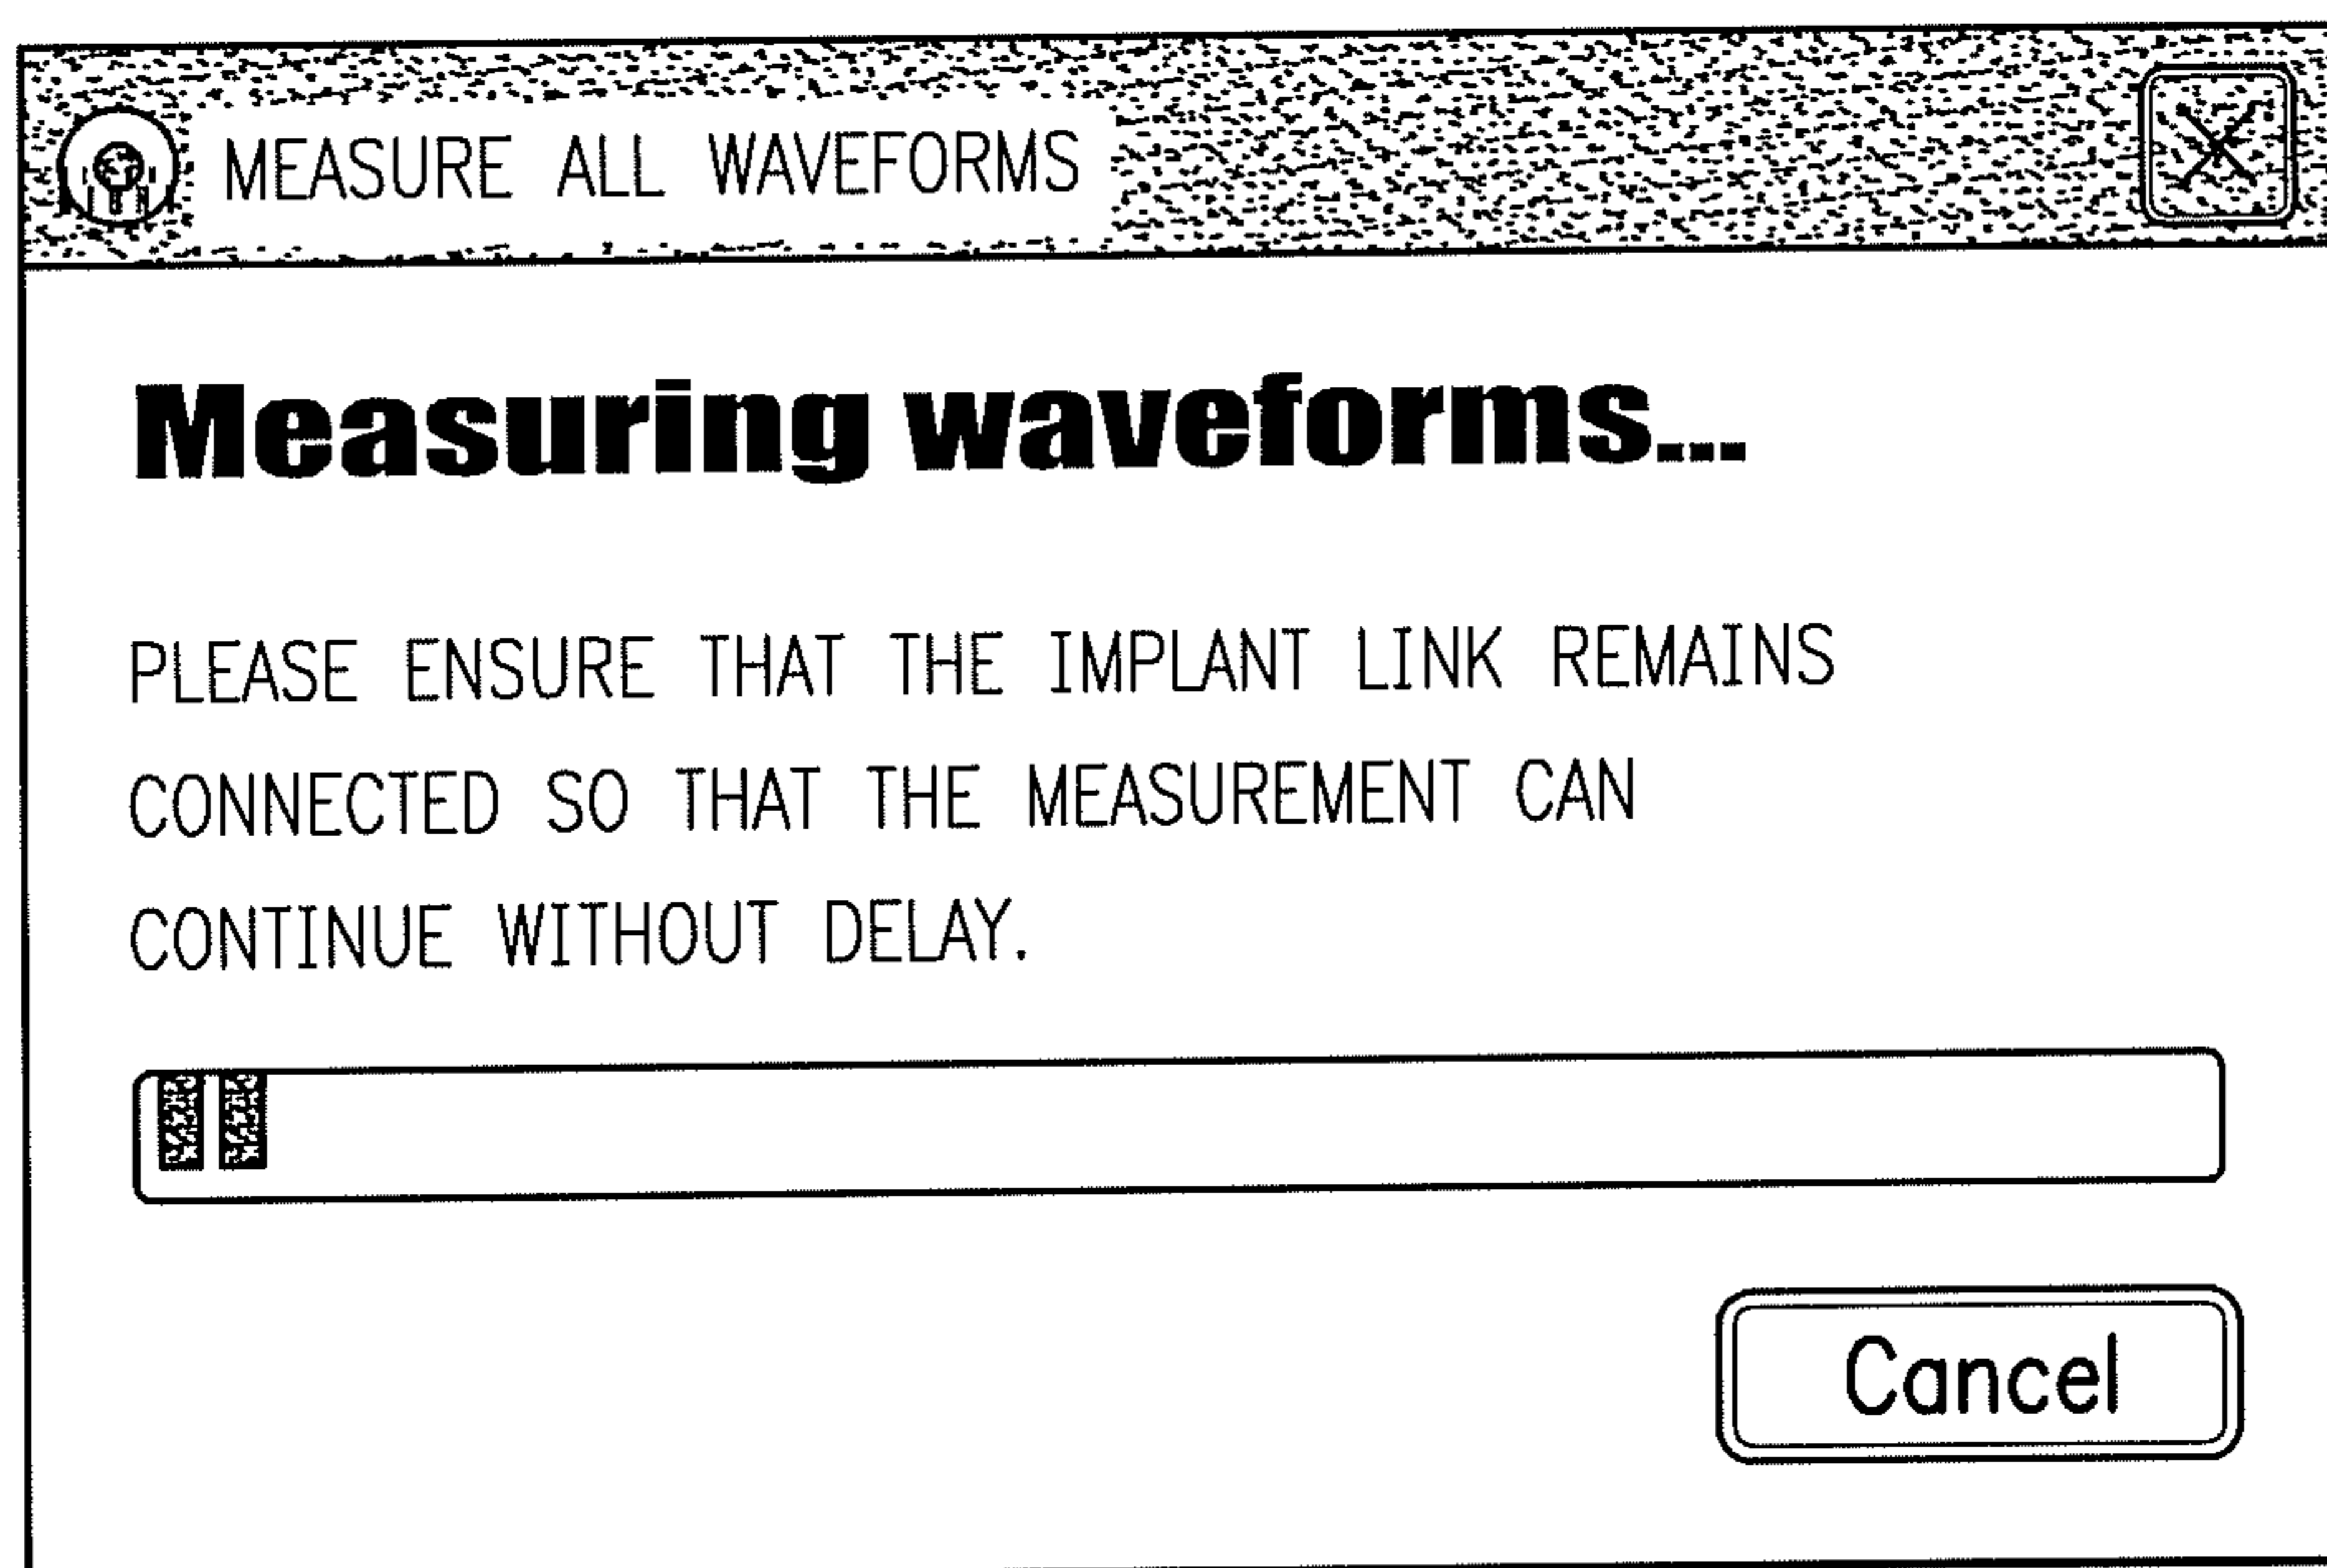 MEASURE ALL WAVEFORMS
Measuring waveforms...
PLEASE ENSURE THAT THE IMPLANT LINK REMAINS
CONNECTED SO THAT THE MEASUREMENT CAN
CONTINUE WITHOUT DELAY.
Cancel